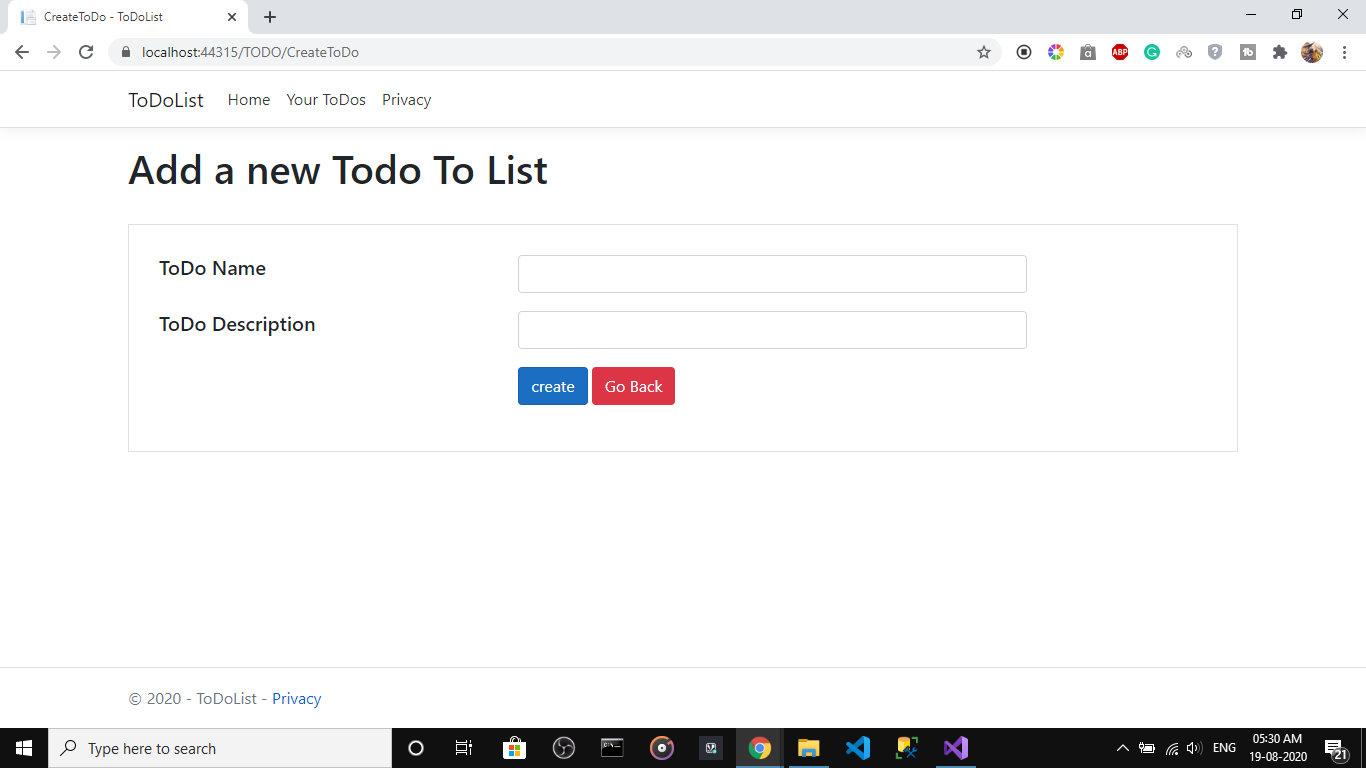 CreateToDo - ToDoList
localhost:44315/TODO/CreateToDo
ABP
ToDoList Home Your ToDos Privacy
Add a new Todo To List
ToDo Name
ToDo Description
create Go Back
© 2020 - ToDoList - Privacy
Type here to search
ENG
05:30 AM
19-08-2020
21